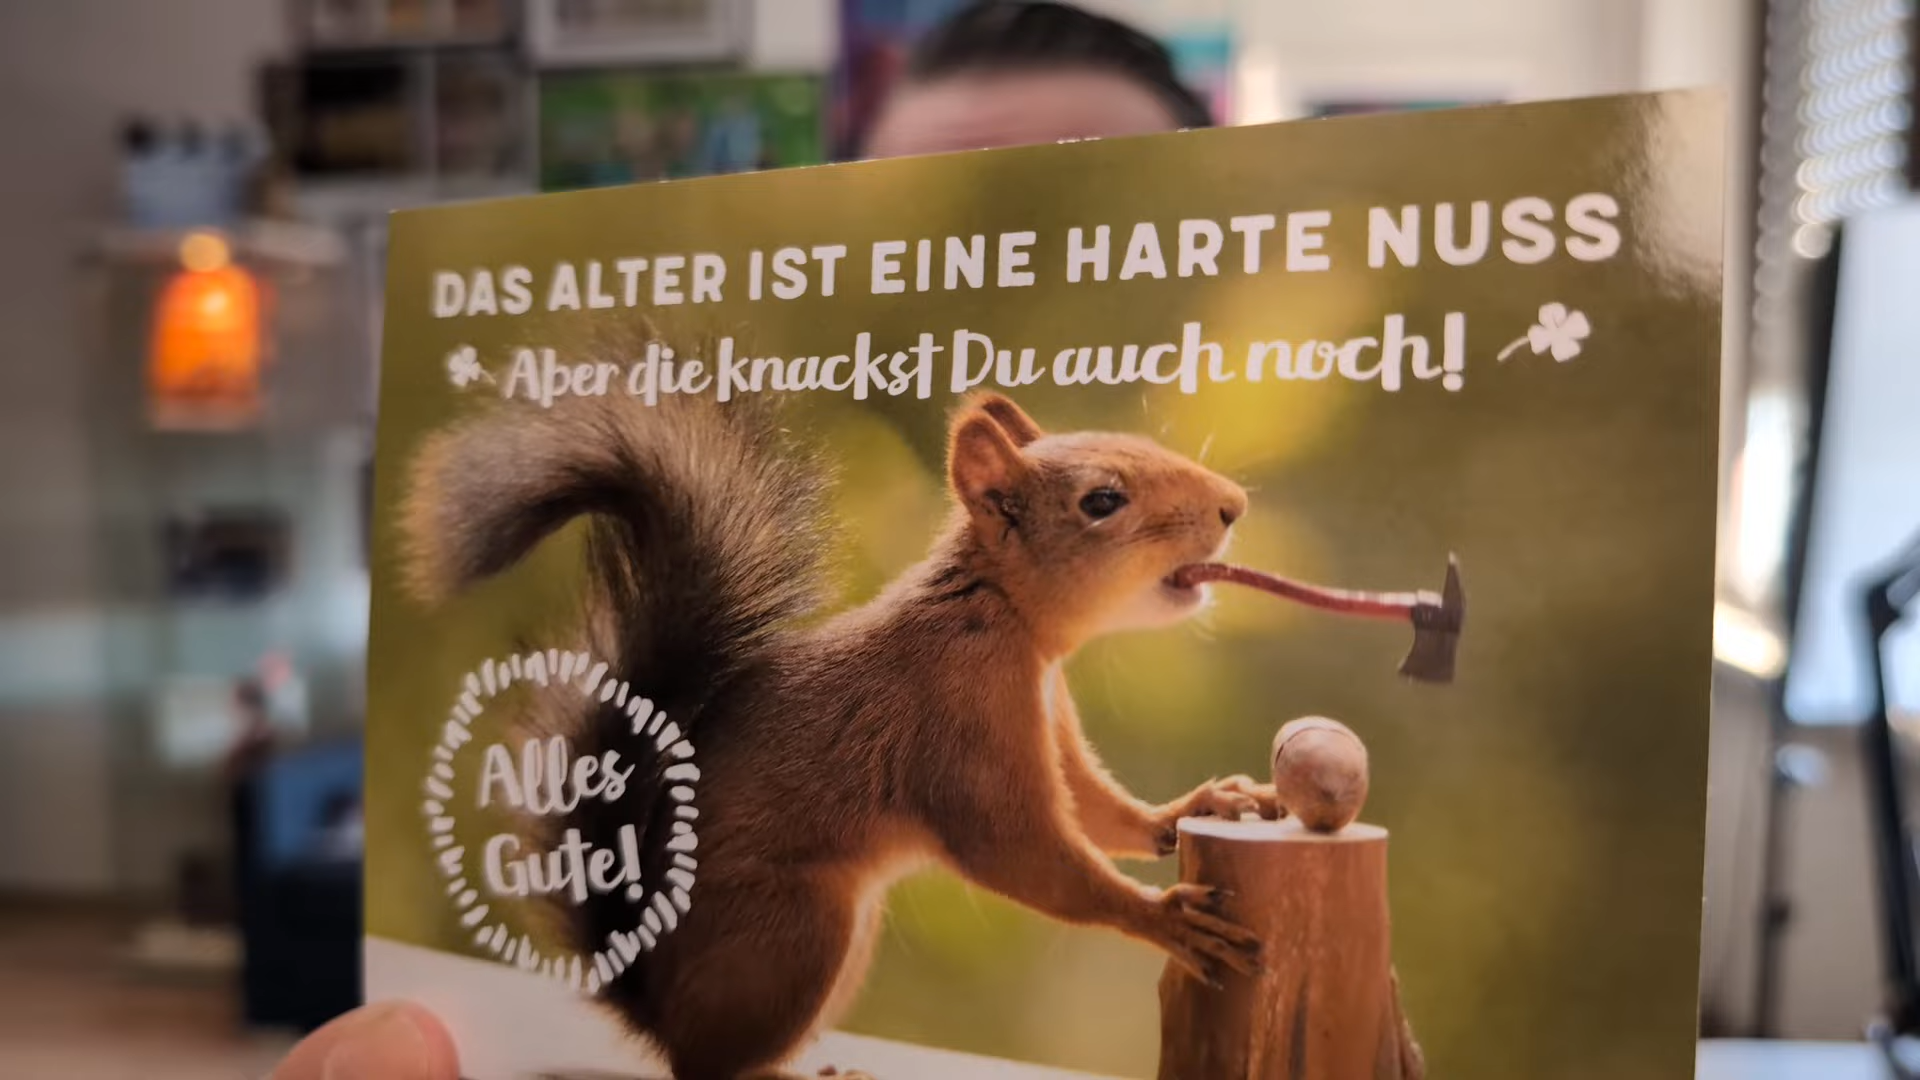 DAS ALTER IST EINE HARTE NUSS
Aber die knackst Du auch noch!
Alles
Gute!